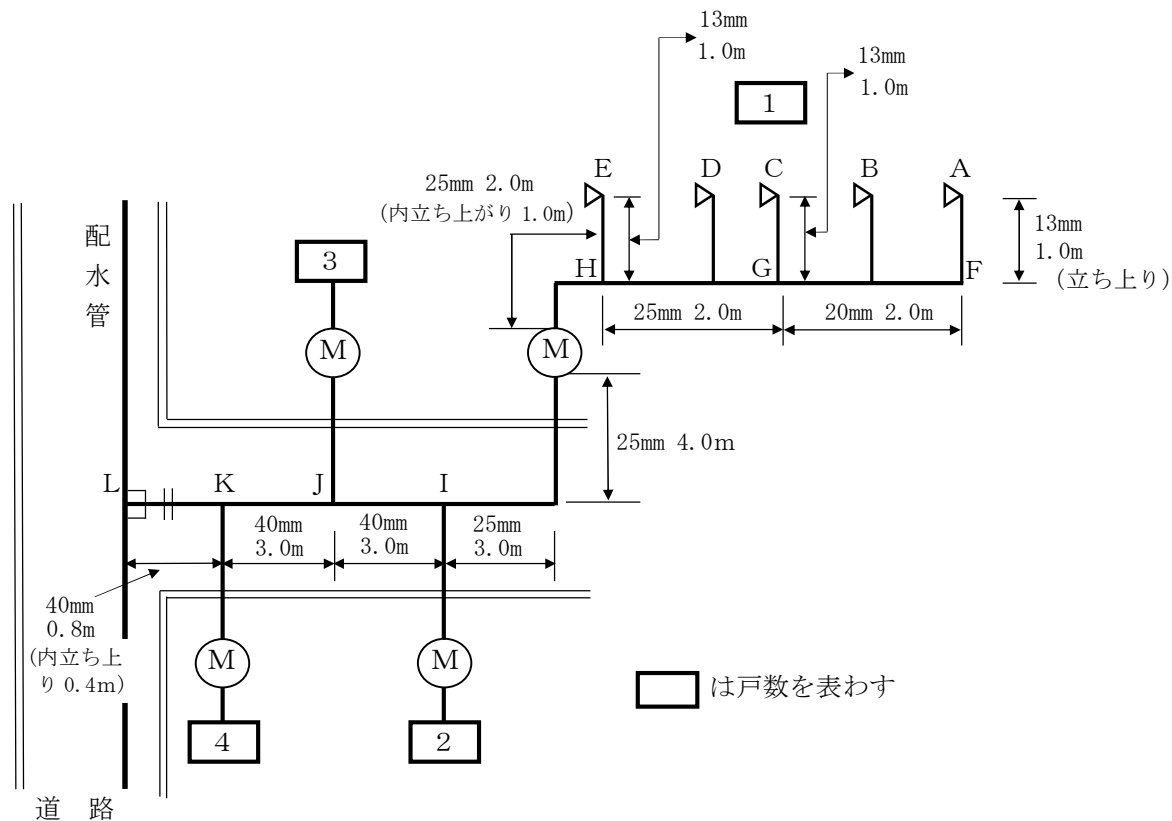 13mm
1.0m
13mm
1.0m
1
E
D
C
B
A
25mm 2.0m
(内立ち上がり 1.0m)
13mm
1.0m
(立ち上り)
配水管
3
H
G
F
25mm 2.0m
20mm 2.0m
M
M
25mm 4.0m
L
K
J
I
40mm
3.0m
40mm
3.0m
25mm
3.0m
40mm
0.8m
(内立ち上
り 0.4m)
M
M
は戸数を表わす
4
2
道 路